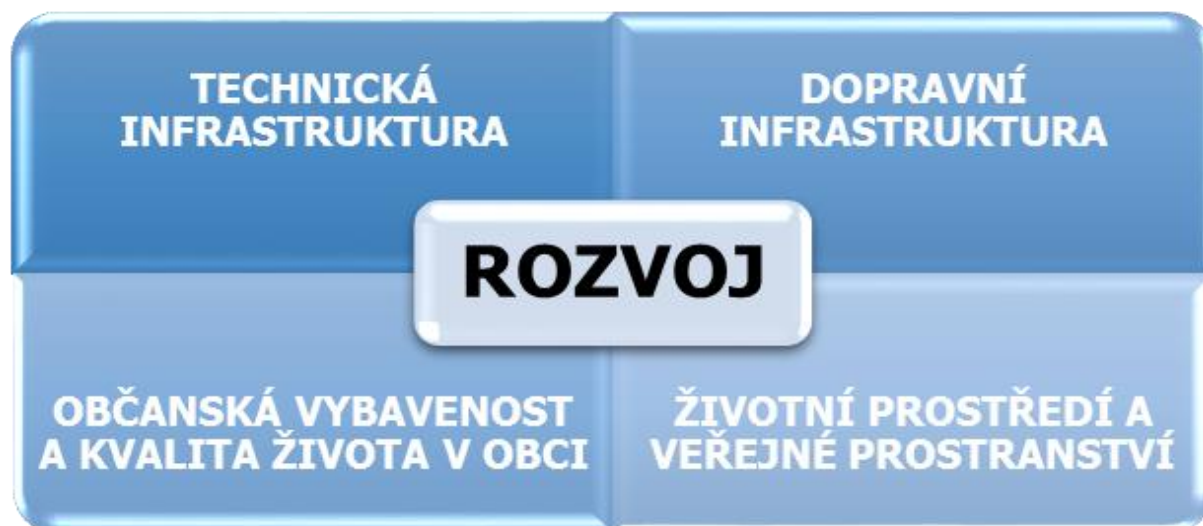 TECHNICKÁ
INFRASTRUKTURA
DOPRAVNÍ
INFRASTRUKTURA
ROZVOJ
OBČANSKÁ VYBAVENOST
A KVALITA ŽIVOTA V OBCI
ŽIVOTNÍ PROSTŘEDÍ A
VEŘEJNÉ PROSTRANSTVÍ